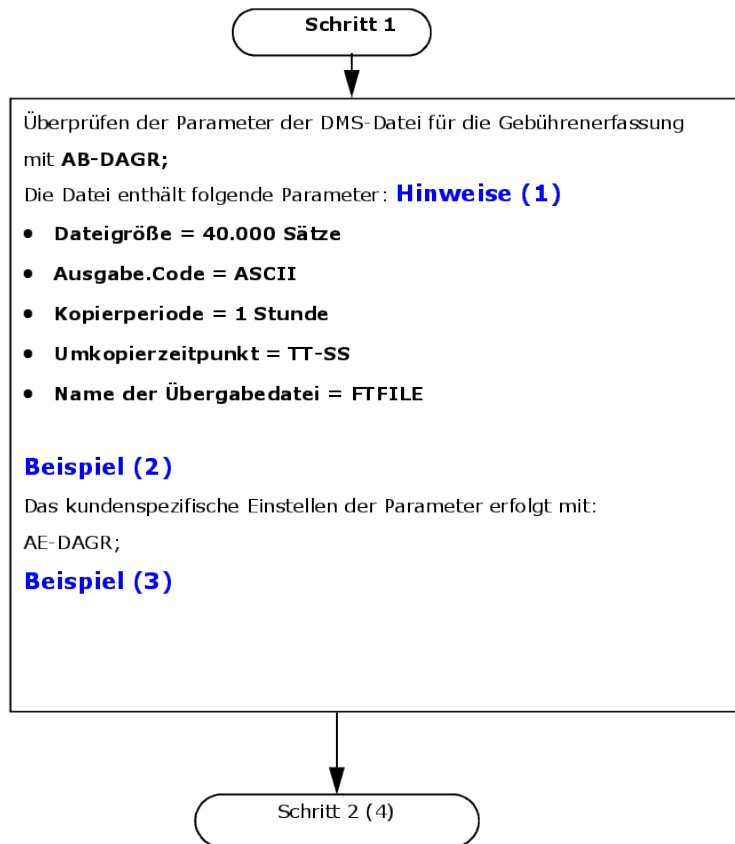 Schritt 1
Überprüfen der Parameter der DMS-Datei für die Gebührenerfassung
mit AB-DAGR;
Die Datei enthält folgende Parameter: Hinweise (1)
• Dateigröße = 40.000 Sätze
• Ausgabe.Code = ASCII
• Kopierperiode = 1 Stunde
• Umkopierzeitpunkt = TT-SS
• Name der Übergabedatei = FTFILE
Beispiel (2)
Das kundenspezifische Einstellen der Parameter erfolgt mit:
AE-DAGR;
Beispiel (3)
Schritt 2 (4)